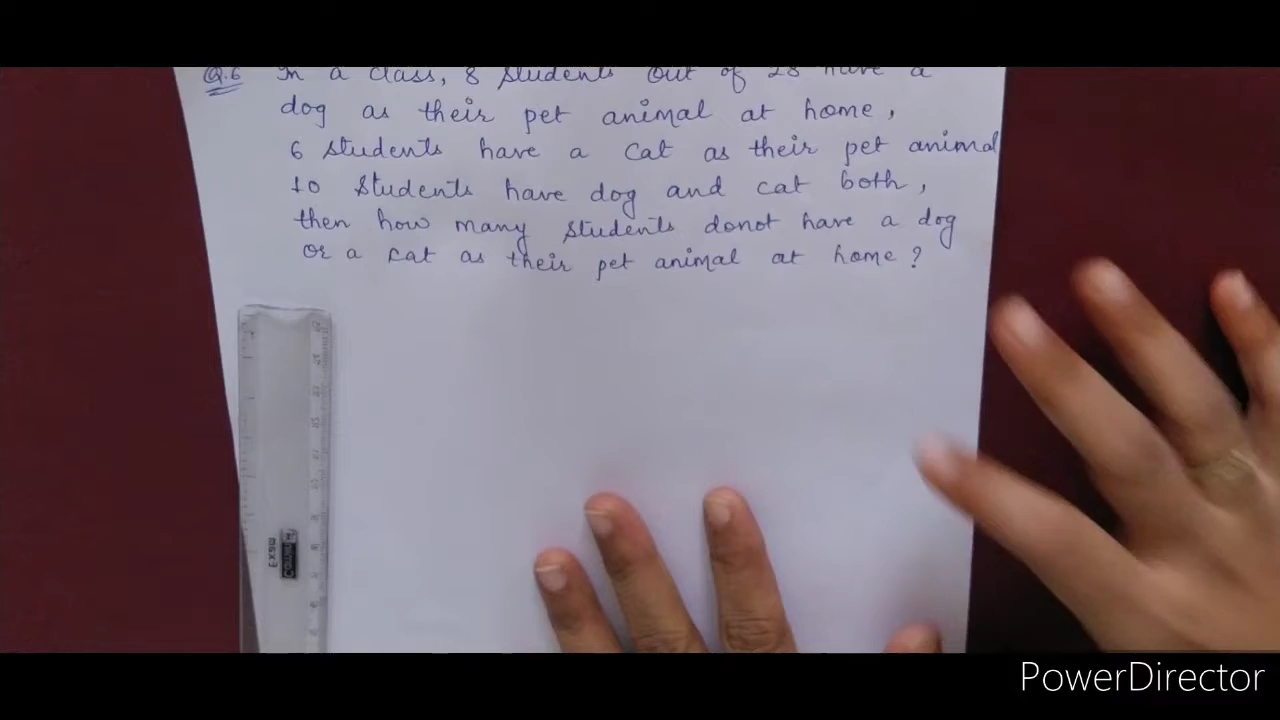 Q.6 In a class, 8 students out of 28 have a
dog as their pet animal at home,
6 students have a cat as their pet animal
10 students have dog and cat both,
then how many students donot have a dog
or a cat as their pet animal at home?
PowerDirector